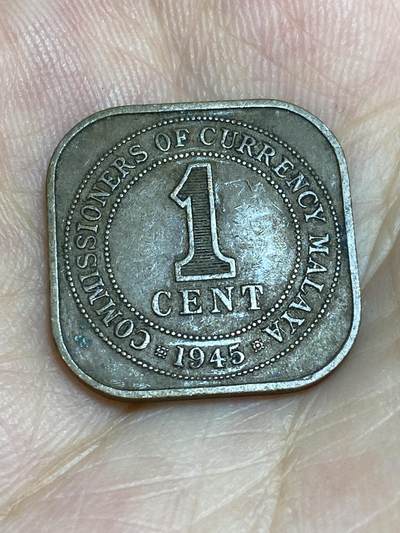 COMMISSIONERS OF CURRENCY MALAYA
1
CENT
1945